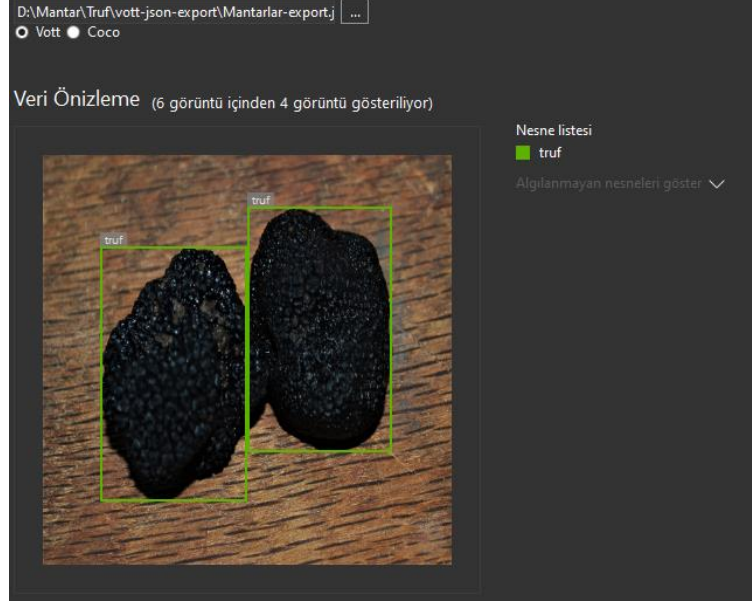 D:\Mantar\Truf\vott-json-export\Mantarlar-export.j ...
Vott Coco
Veri Önizleme (6 görüntü içinden 4 görüntü gösteriliyor)
Nesne listesi
truf
Algılanmayan nesneleri göster
truf
truf